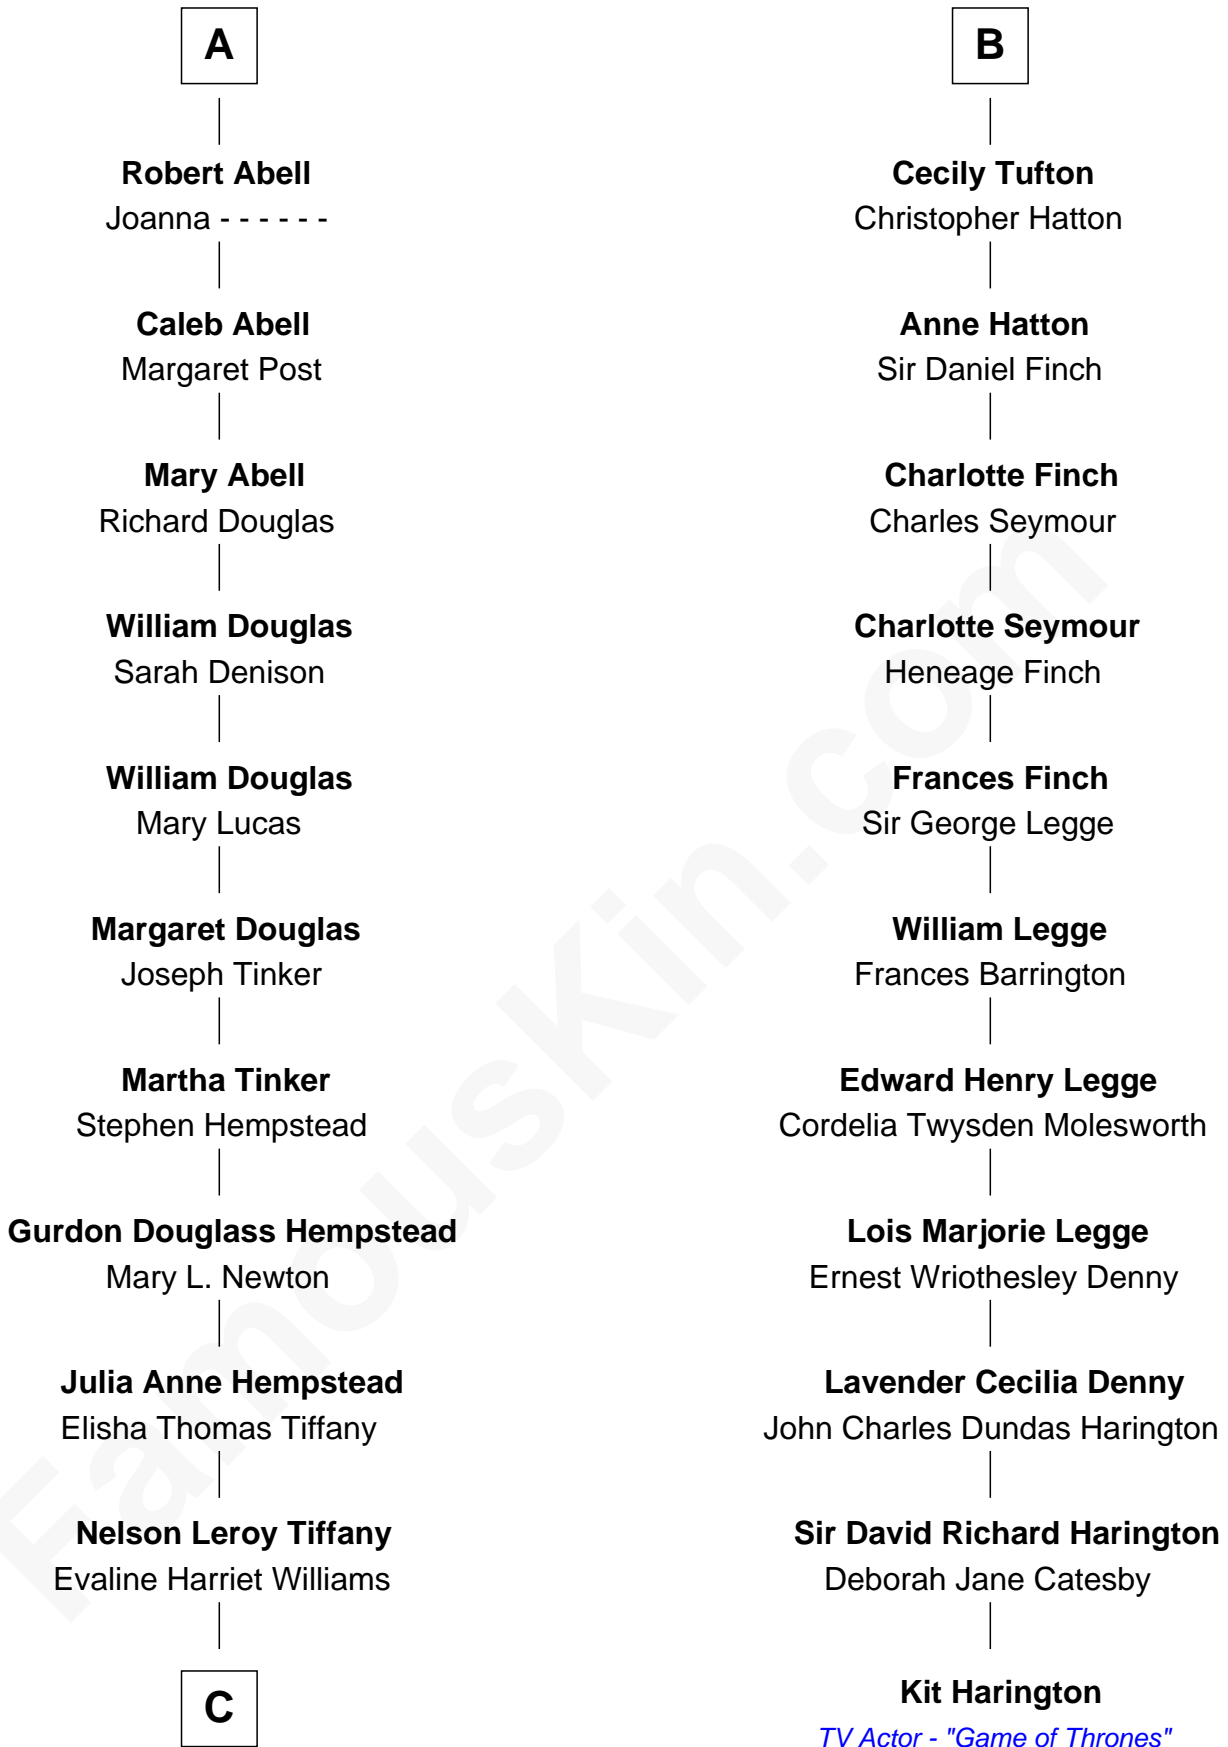 A
Robert Abell
Joanna - - - - - -
Caleb Abell
Margaret Post
Mary Abell
Richard Douglas
William Douglas
Sarah Denison
William Douglas
Mary Lucas
Margaret Douglas
Joseph Tinker
Martha Tinker
Stephen Hempstead
Gurdon Douglass Hempstead
Mary L. Newton
Julia Anne Hempstead
Elisha Thomas Tiffany
Nelson Leroy Tiffany
Evaline Harriet Williams
C
B
Cecily Tufton
Christopher Hatton
Anne Hatton
Sir Daniel Finch
Charlotte Finch
Charles Seymour
Charlotte Seymour
Heneage Finch
Frances Finch
Sir George Legge
William Legge
Frances Barrington
Edward Henry Legge
Cordelia Twysden Molesworth
Lois Marjorie Legge
Ernest Wriothesley Denny
Lavender Cecilia Denny
John Charles Dundas Harington
Sir David Richard Harington
Deborah Jane Catesby
Kit Harington
TV Actor - "Game of Thrones"
FamousKin.com